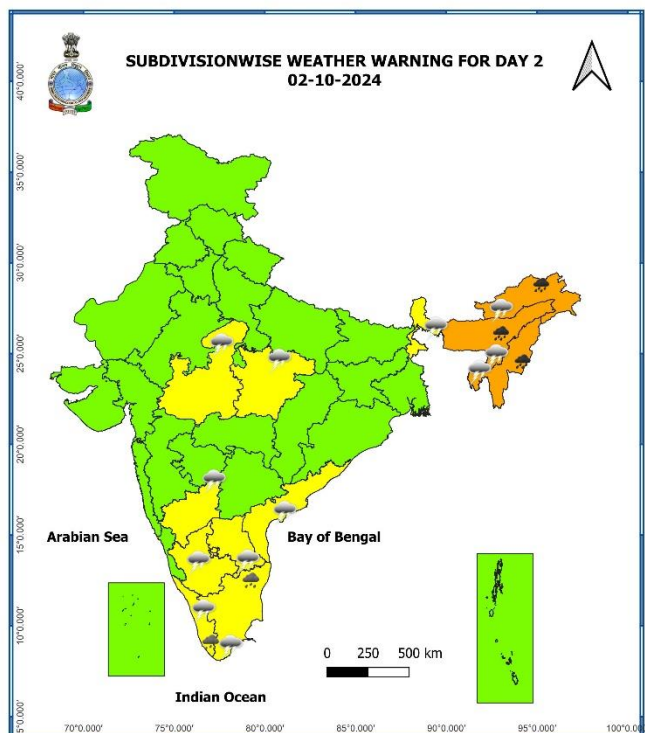 SUBDIVISIONWISE WEATHER WARNING FOR DAY 2
02-10-2024
40°0.000'
35°0.000'
30°0.000'
25°0.000'
20°0.000'
Arabian Sea
Bay of Bengal
15°0.000'
10°0.000'
0 250 500 km
Indian Ocean
5°0.000'
70°0.000' 75°0.000' 80°0.000' 85°0.000' 90°0.000' 95°0.000' 100°0.000'